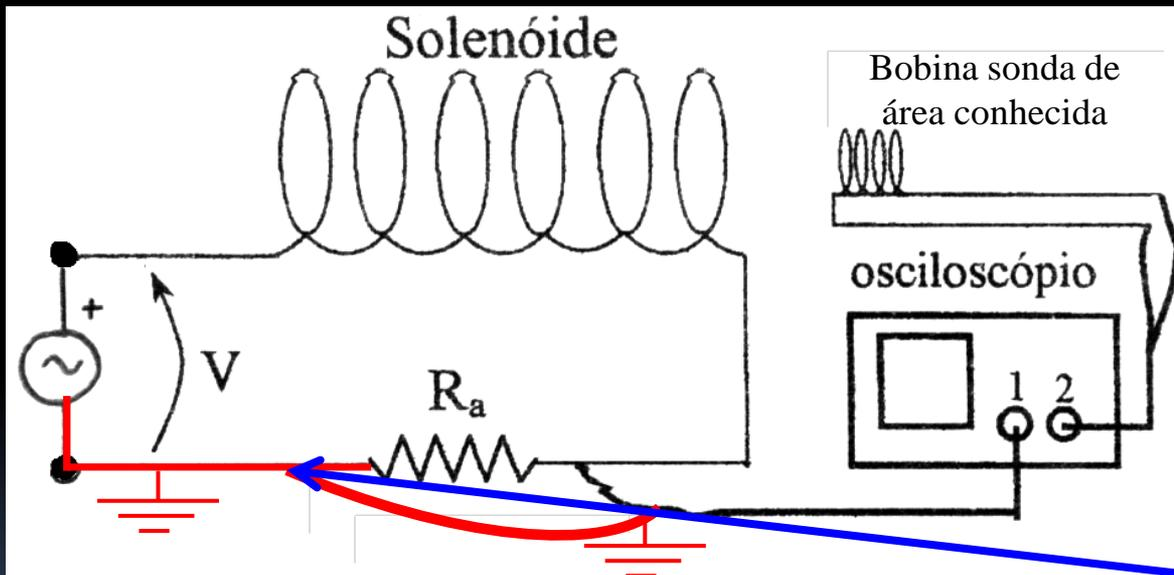 Solenóide
Bobina sonda de
área conhecida
osciloscópio
+
V
Ra
1 2